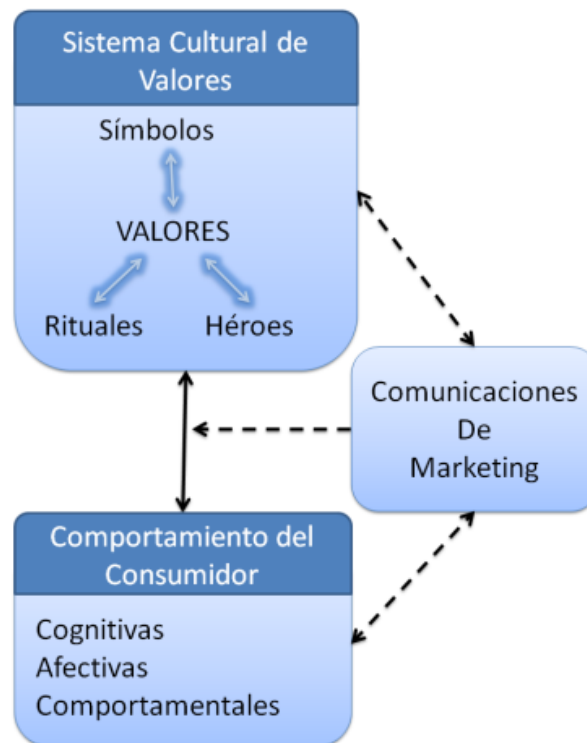 Sistema Cultural de
Valores
Símbolos
VALORES
Rituales Héroes
Comunicaciones
De
Marketing
Comportamiento del
Consumidor
Cognitivas
Afectivas
Comportamentales